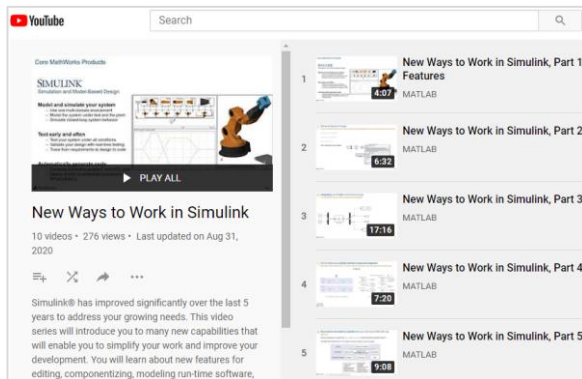 YouTube
Search
Core MathWorks Products
SIMULINK
Simulation and Model-Based Design
Model and simulate your system
Test early and often
PLAY ALL
New Ways to Work in Simulink
10 videos • 276 views • Last updated on Aug 31,
2020
Simulink® has improved significantly over the last 5
years to address your growing needs. This video
series will introduce you to many new capabilities that
will enable you to simplify your work and improve your
development. You will learn about new features for
editing, componentizing, modeling run-time software,
1
4:07
New Ways to Work in Simulink, Part 1
Features
MATLAB
2
6:32
New Ways to Work in Simulink, Part 2
MATLAB
3
17:16
New Ways to Work in Simulink, Part 3
MATLAB
4
7:20
New Ways to Work in Simulink, Part 4
MATLAB
5
9:08
New Ways to Work in Simulink, Part 5
MATLAB